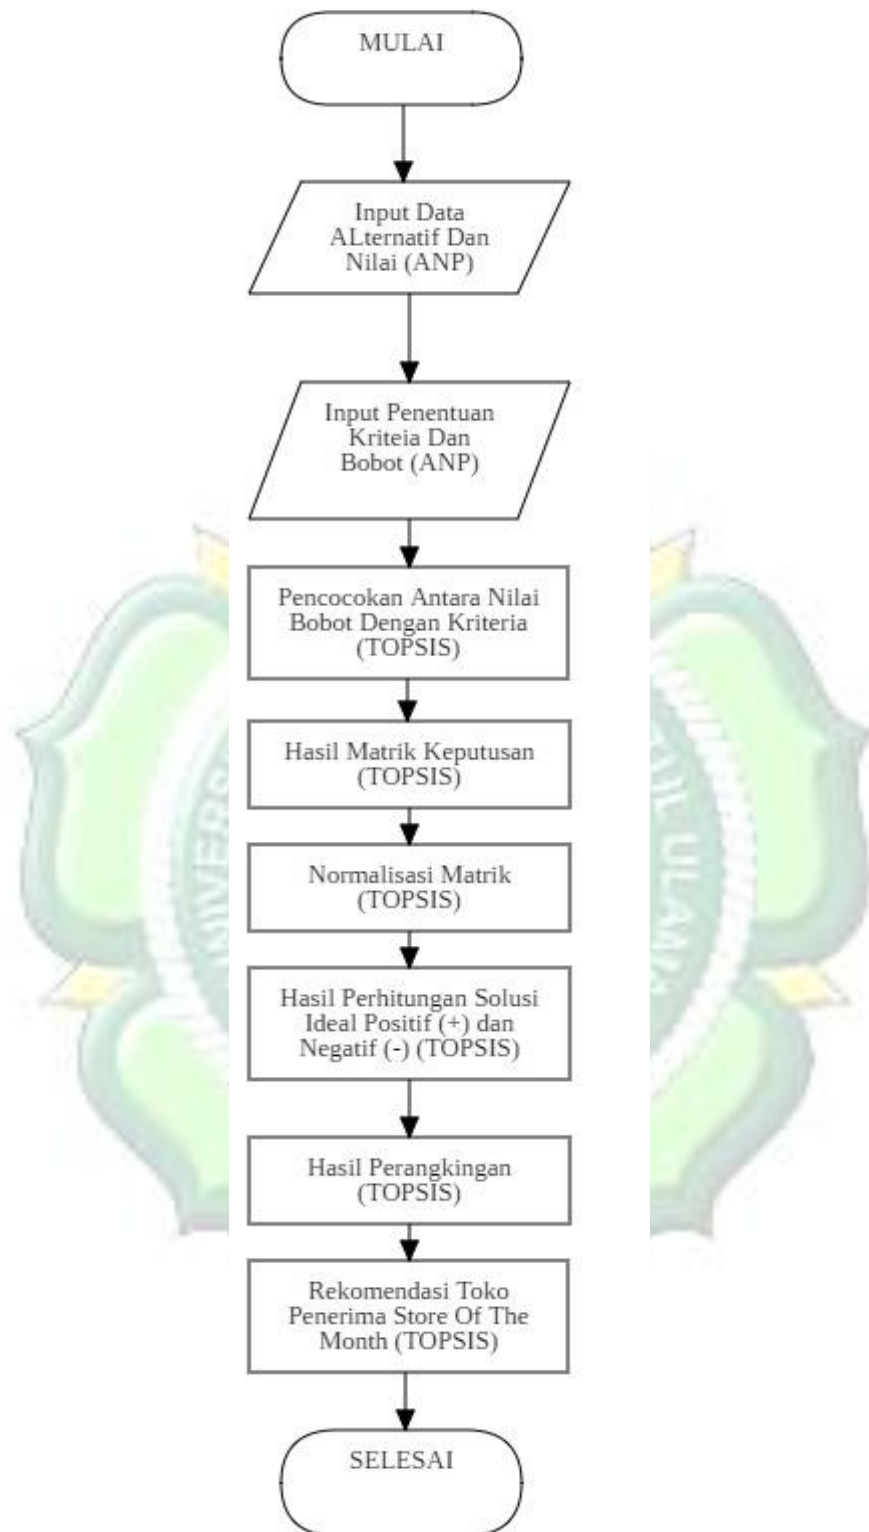 MULAI
Input Data
ALternatif Dan
Nilai (ANP)
Input Penentuan
Kriteia Dan
Bobot (ANP)
Pencocokan Antara Nilai
Bobot Dengan Kriteria
(TOPSIS)
Hasil Matrik Keputusan
(TOPSIS)
Normalisasi Matrik
(TOPSIS)
Hasil Perhitungan Solusi
Ideal Positif (+) dan
Negatif (-) (TOPSIS)
Hasil Perangkingan
(TOPSIS)
Rekomendasi Toko
Penerima Store Of The
Month (TOPSIS)
SELESAI